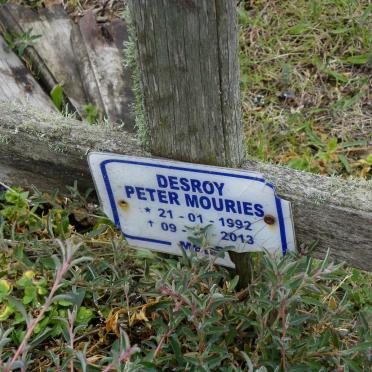 DESROY
PETER MOURIES
* 21 - 01 - 1992
+ 09 - 2013